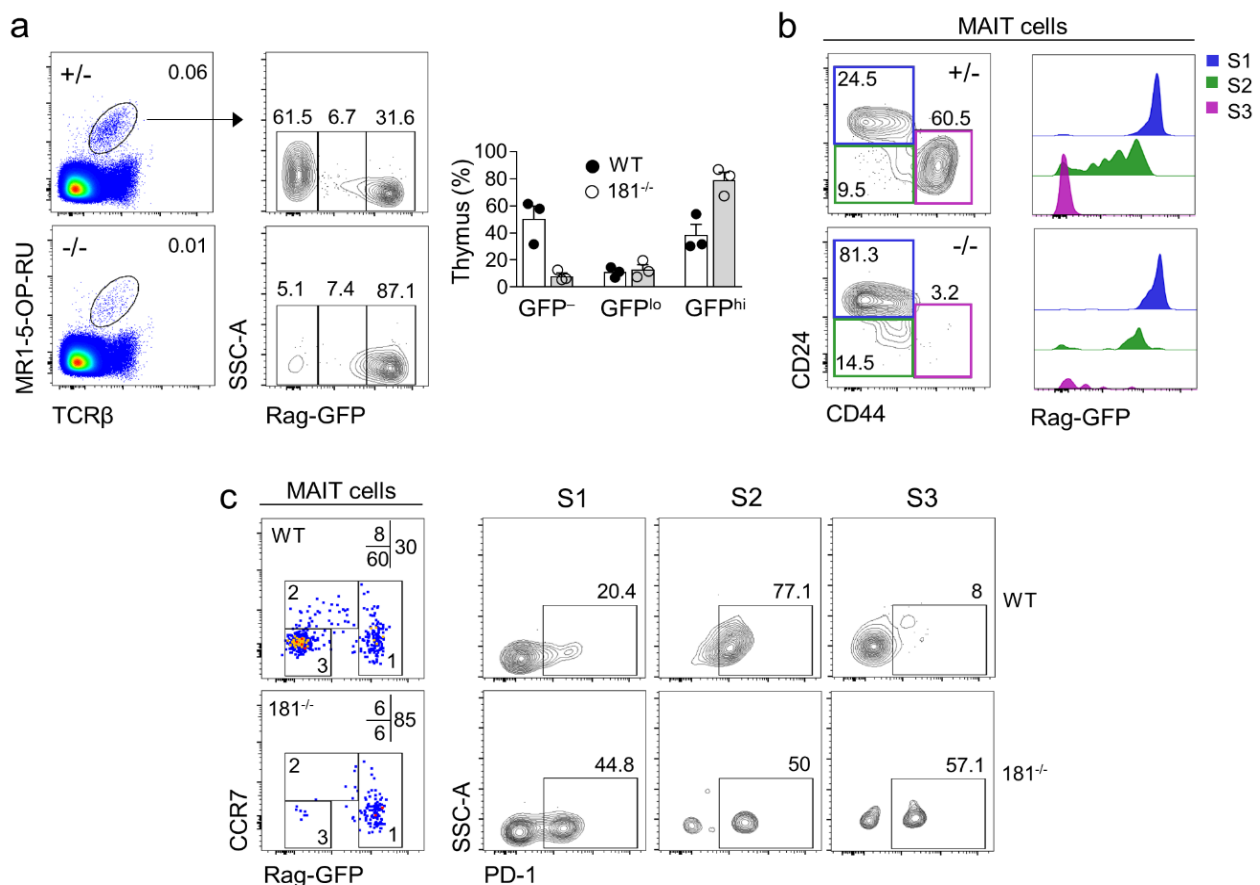 a
+/-
0.06
61.5 6.7 31.6
-/-
0.01
5.1 7.4 87.1
MR1-5-OP-RU
TCRβ
SSC-A
Rag-GFP
Thymus (%)
100
80
60
40
20
0
WT
181-/-
GFP–
GFPlo
GFPhi
b
MAIT cells
S1
S2
S3
24.5
+/-
60.5
9.5
81.3
-/-
3.2
14.5
CD24
CD44
Rag-GFP
c
MAIT cells
S1
S2
S3
WT
8
60
30
2
3
1
20.4
77.1
8
WT
181-/-
6
6
85
2
3
1
44.8
50
57.1
181-/-
CCR7
Rag-GFP
SSC-A
PD-1